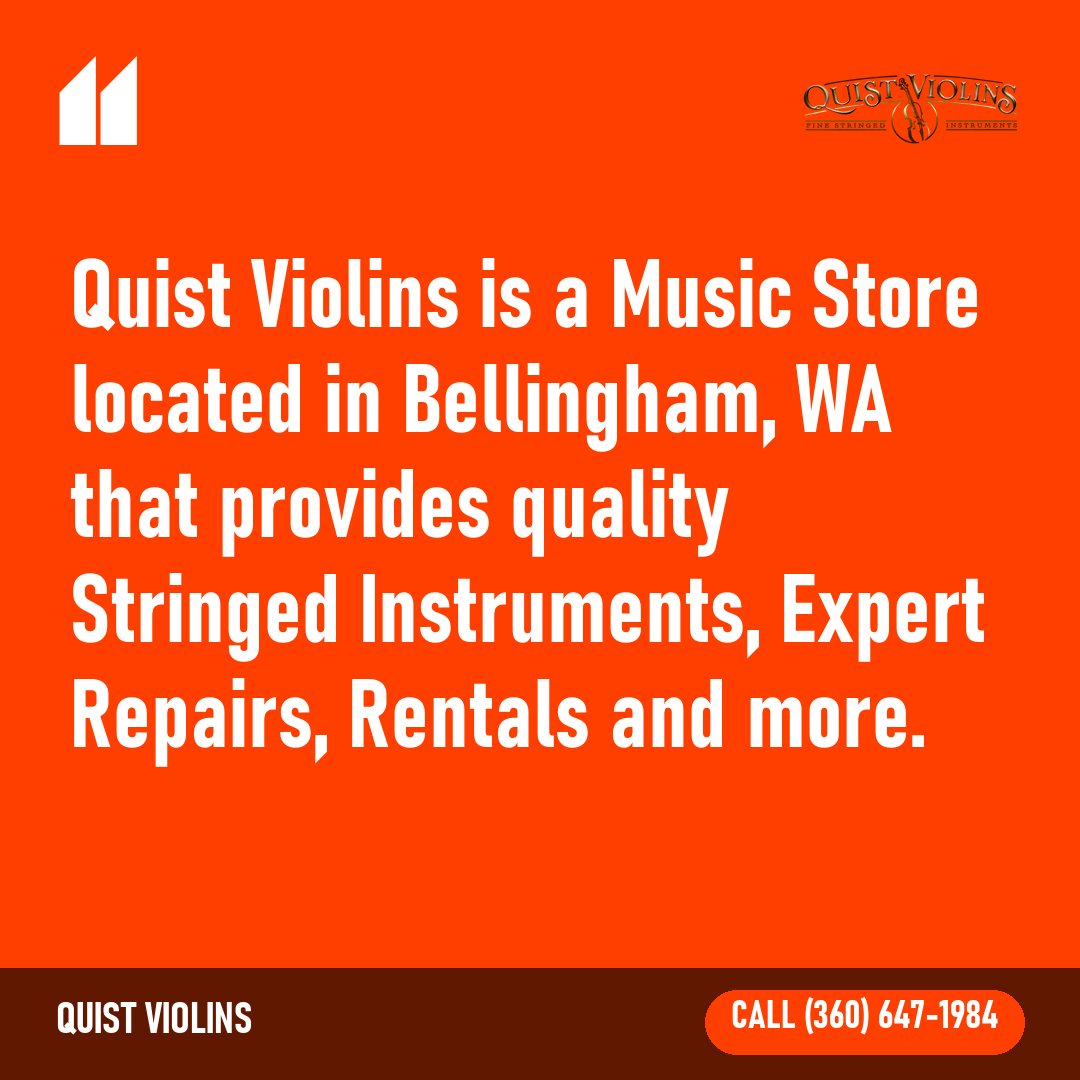 QUIST VIOLINS
FINE STRINGED INSTRUMENTS
Quist Violins is a Music Store
located in Bellingham, WA
that provides quality
Stringed Instruments, Expert
Repairs, Rentals and more.
QUIST VIOLINS
CALL (360) 647-1984